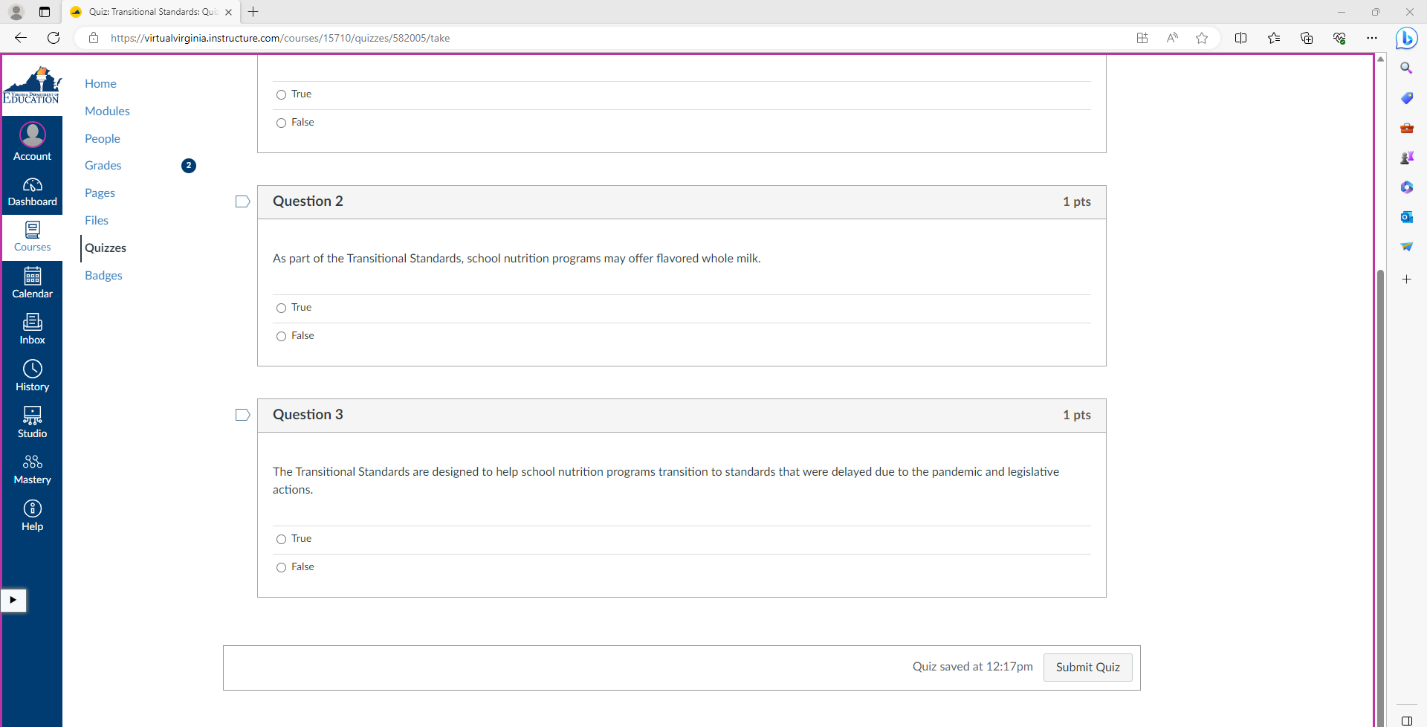 Quiz: Transitional Standards: Qui
https://virtualvirginia.instructure.com/courses/15710/quizzes/582005/take
EDUCATION
Account
Dashboard
Courses
Calendar
Inbox
History
Studio
Mastery
Help
Home
Modules
People
Grades 2
Pages
Files
Quizzes
Badges
True
False
Question 2 1 pts
As part of the Transitional Standards, school nutrition programs may offer flavored whole milk.
True
False
Question 3 1 pts
The Transitional Standards are designed to help school nutrition programs transition to standards that were delayed due to the pandemic and legislative
actions.
True
False
Quiz saved at 12:17pm Submit Quiz